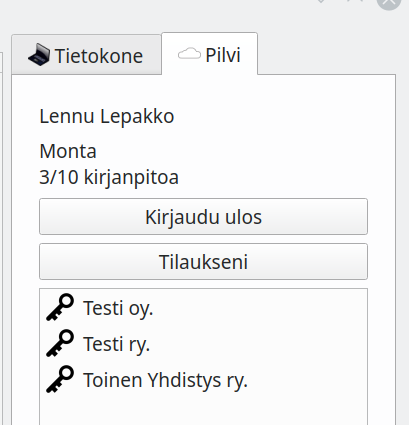 Tietokone
Pilvi
Lennu Lepakko
Monta
3/10 kirjanpitoa
Kirjaudu ulos
Tilaukseni
Testi oy.
Testi ry.
Toinen Yhdistys ry.